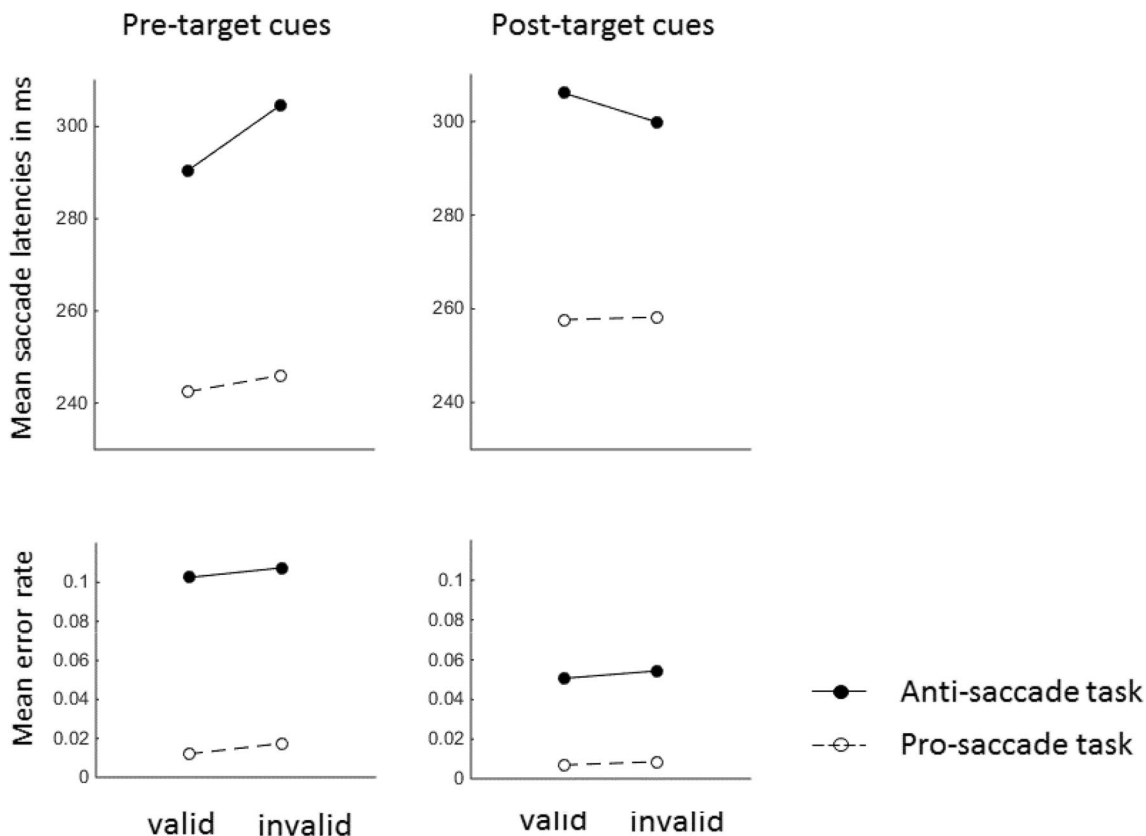 Pre-target cues
Post-target cues
Mean saccade latencies in ms
300
280
260
240
300
280
260
240
Mean error rate
0.1
0.08
0.06
0.04
0.02
0
0.1
0.08
0.06
0.04
0.02
0
Anti-saccade task
Pro-saccade task
valid invalid
valid invalid